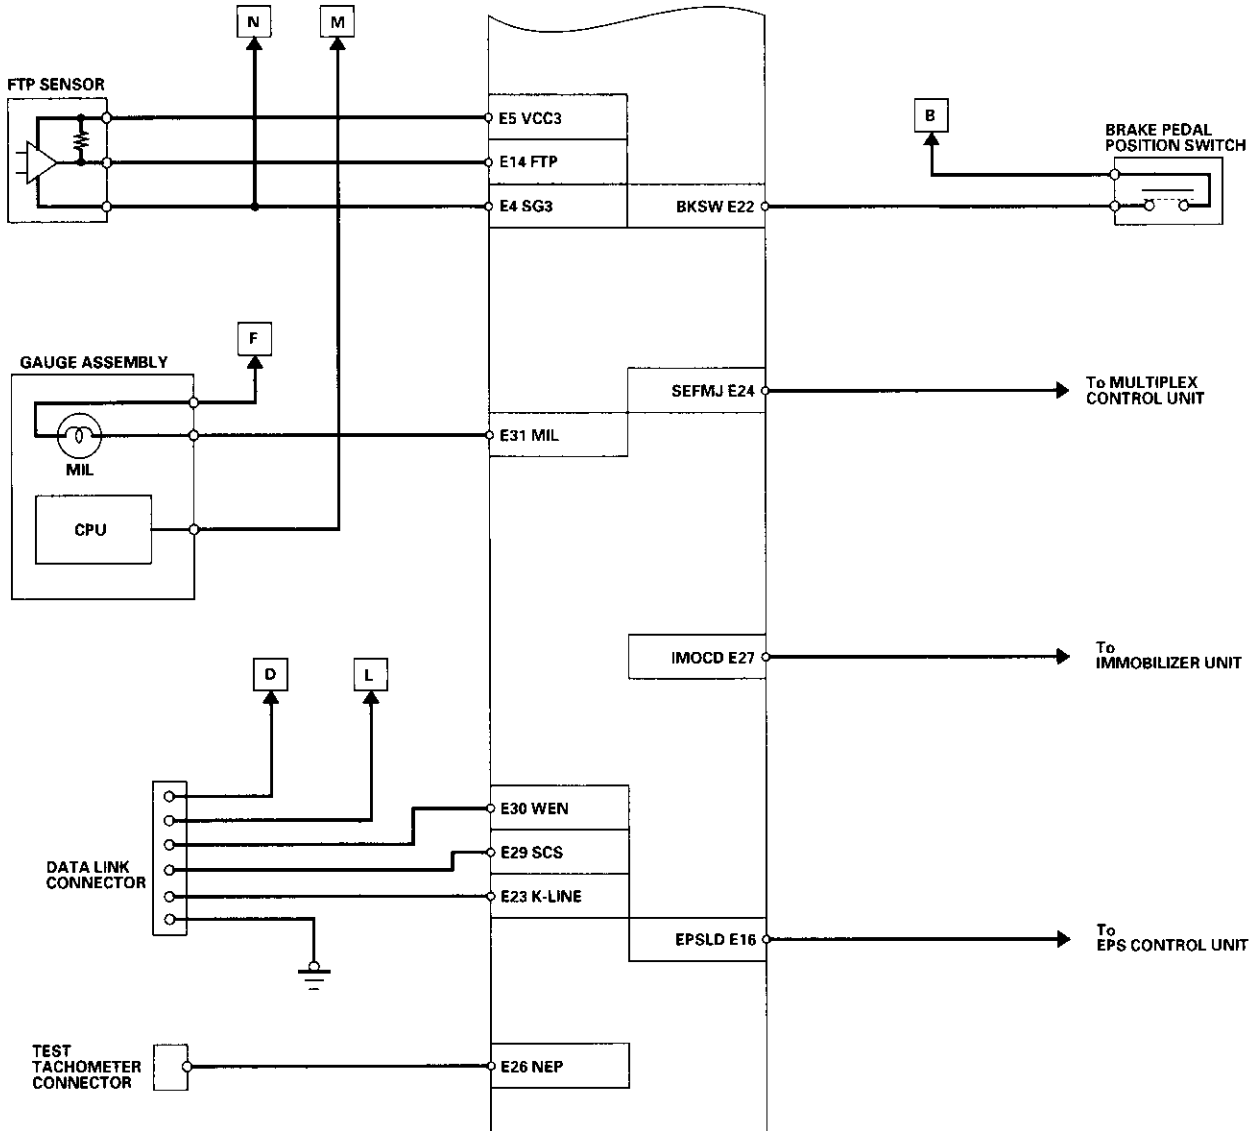 N
M
FTP SENSOR
E5 VCC3
E14 FTP
E4 SG3
BKSW E22
B
BRAKE PEDAL
POSITION SWITCH
F
GAUGE ASSEMBLY
MIL
CPU
E31 MIL
SEFMJ E24
To MULTIPLEX
CONTROL UNIT
IMOCD E27
To
IMMOBILIZER UNIT
D
L
DATA LINK
CONNECTOR
E30 WEN
E29 SCS
E23 K-LINE
EPSLD E16
To
EPS CONTROL UNIT
TEST
TACHOMETER
CONNECTOR
E26 NEP